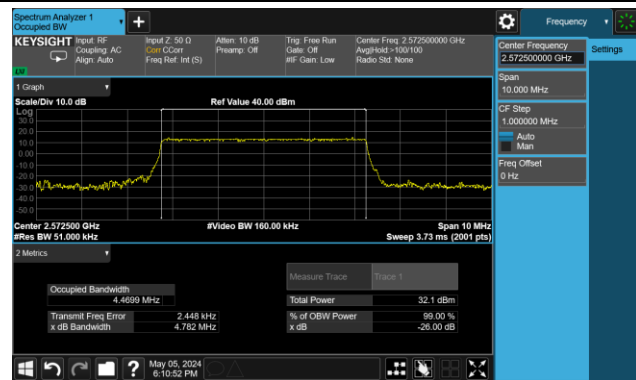 Spectrum Analyzer 1
Occupied BW
Frequency
KEYSIGHT
Input: RF
Coupling: AC
Align: Auto
Input Z: 50 Ω
Corr CCorr
Freq Ref: Int (S)
Atten: 10 dB
Preamp: Off
Trig: Free Run
Gate: Off
#IF Gain: Low
Center Freq: 2.572500000 GHz
Avg|Hold:>100/100
Radio Std: None
Center Frequency
2.572500000 GHz
Settings
Span
10.000 MHz
CF Step
1.000000 MHz
Auto
Man
Freq Offset
0 Hz
1 Graph
Scale/Div 10.0 dB
Ref Value 40.00 dBm
Log
30.0
20.0
10.0
0.00
-10.0
-20.0
-30.0
-40.0
-50.0
Center 2.572500 GHz
#Video BW 160.00 kHz
Span 10 MHz
#Res BW 51.000 kHz
Sweep 3.73 ms (2001 pts)
2 Metrics
Measure Trace
Trace 1
Occupied Bandwidth
4.4699 MHz
Total Power
32.1 dBm
Transmit Freq Error
2.448 kHz
% of OBW Power
99.00 %
x dB Bandwidth
4.782 MHz
x dB
-26.00 dB
May 05, 2024
6:10:52 PM